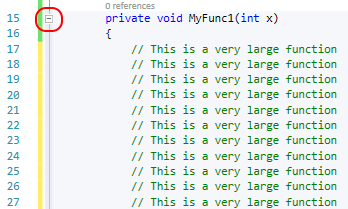 0 references
15 private void MyFunc1(int x)
16 {
17 // This is a very large function
18 // This is a very large function
19 // This is a very large function
20 // This is a very large function
21 // This is a very large function
22 // This is a very large function
23 // This is a very large function
24 // This is a very large function
25 // This is a very large function
26 // This is a very large function
27 // This is a very large function